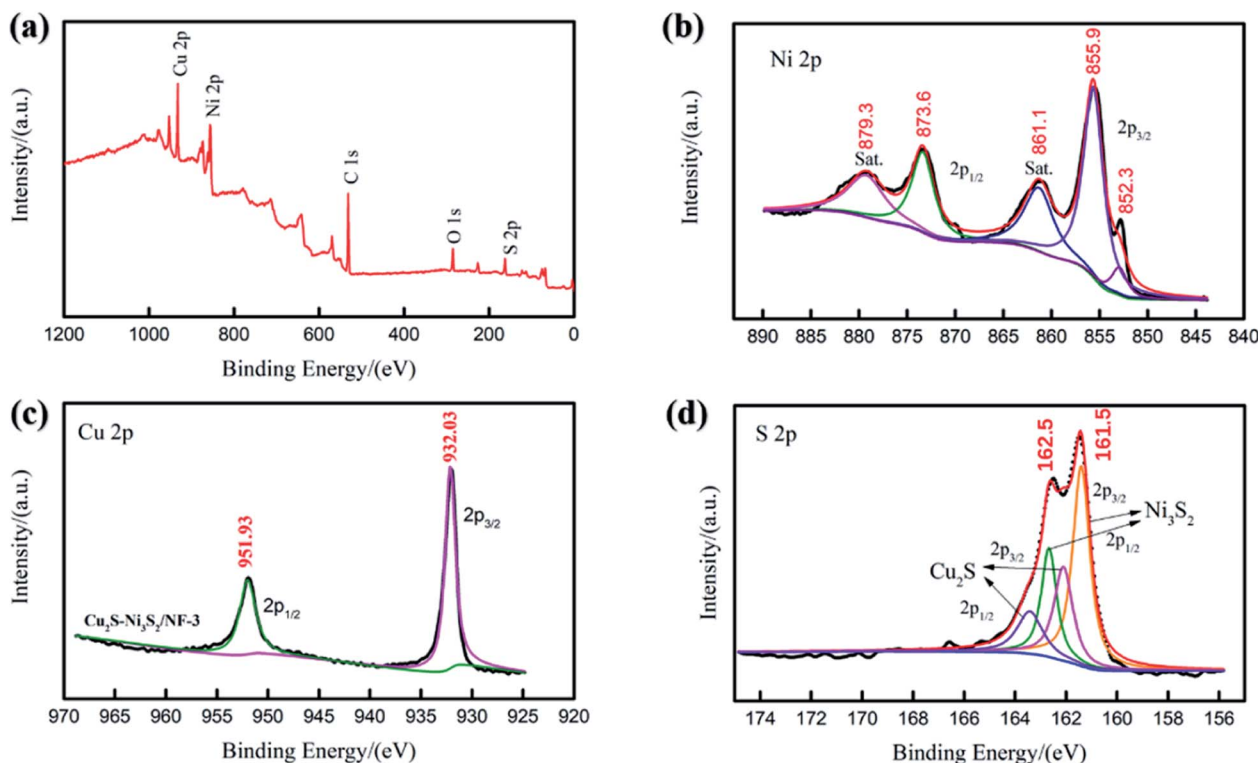 (a)
Cu 2p
Ni 2p
C 1s
O 1s
S 2p
Intensity/(a.u.)
1200 1000 800 600 400 200 0
Binding Energy/(eV)
(b)
Ni 2p
879.3
Sat.
873.6
2p1/2
861.1
Sat.
855.9
2p3/2
852.3
Intensity/(a.u.)
890 885 880 875 870 865 860 855 850 845 840
Binding Energy/(eV)
(c)
Cu 2p
951.93
2p1/2
932.03
2p3/2
Cu2S-Ni3S2/NF-3
Intensity/(a.u.)
970 965 960 955 950 945 940 935 930 925 920
Binding Energy/(eV)
(d)
S 2p
162.5
161.5
2p3/2
Ni3S2
2p1/2
2p3/2
Cu2S
2p1/2
Intensity/(a.u.)
174 172 170 168 166 164 162 160 158 156
Binding Energy/(eV)